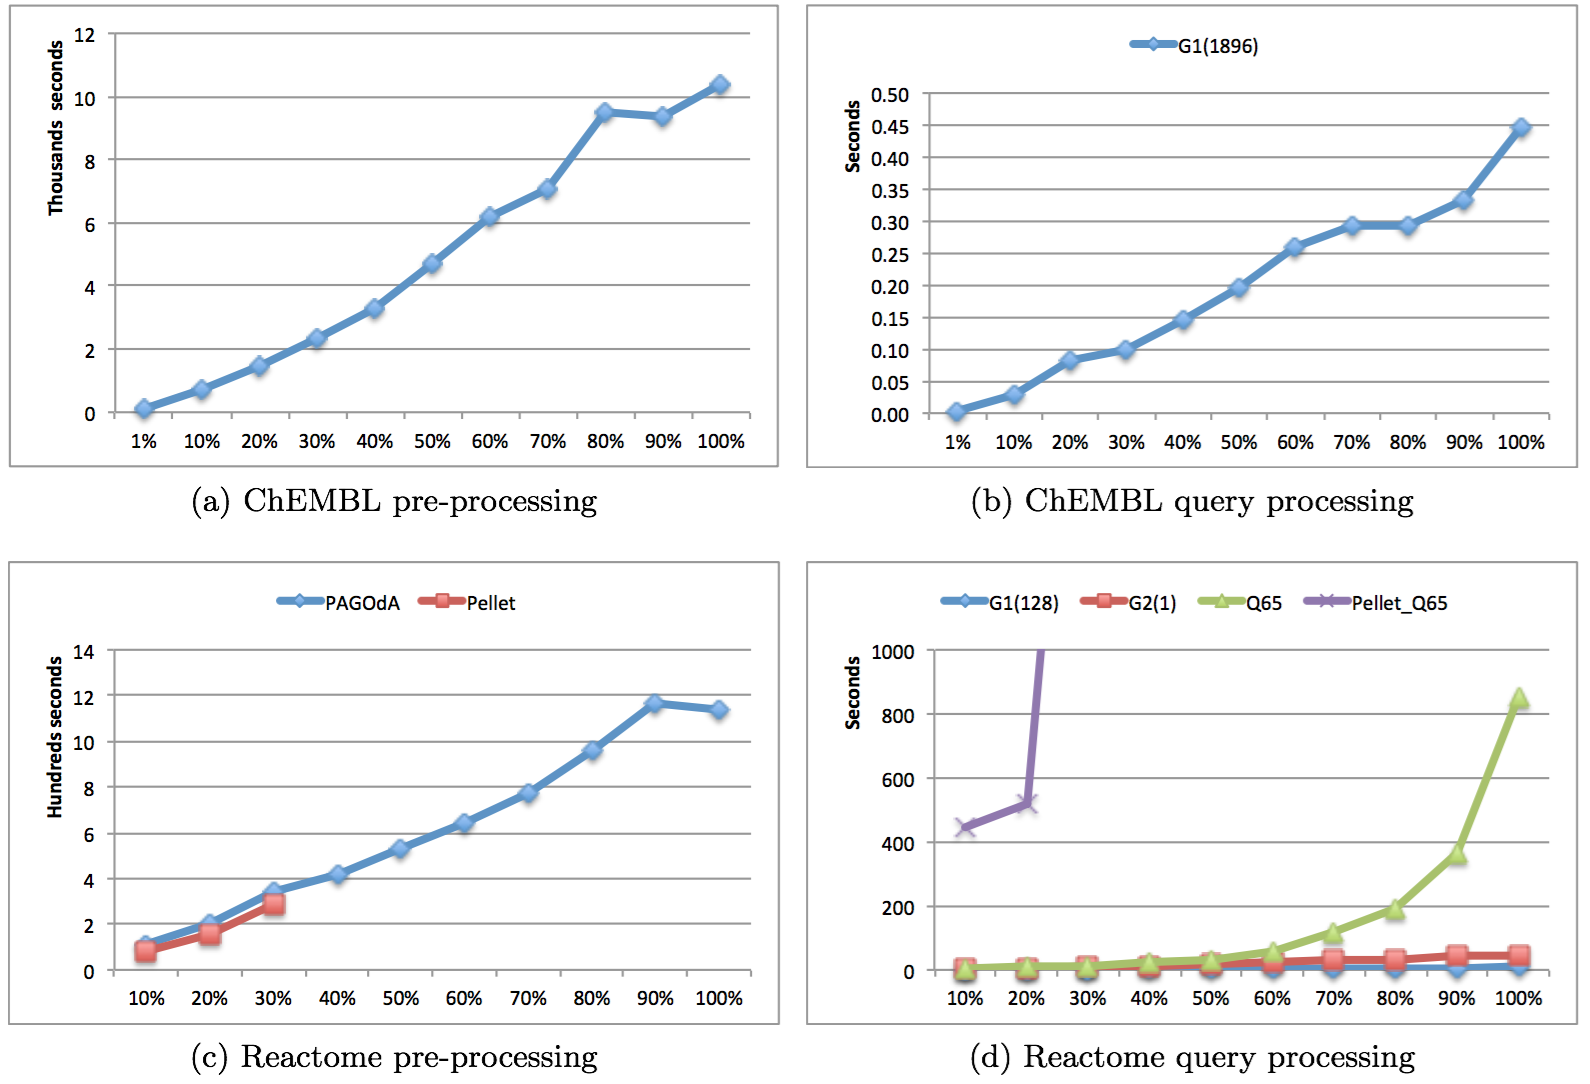 Thousands seconds
12
10
8
6
4
2
0
1% 10% 20% 30% 40% 50% 60% 70% 80% 90% 100%
(a) ChEMBL pre-processing
G1(1896)
Seconds
0.50
0.45
0.40
0.35
0.30
0.25
0.20
0.15
0.10
0.05
0.00
1% 10% 20% 30% 40% 50% 60% 70% 80% 90% 100%
(b) ChEMBL query processing
PAGOdA Pellet
Hundreds seconds
14
12
10
8
6
4
2
0
10% 20% 30% 40% 50% 60% 70% 80% 90% 100%
(c) Reactome pre-processing
G1(128) G2(1) Q65 Pellet_Q65
Seconds
1000
800
600
400
200
0
10% 20% 30% 40% 50% 60% 70% 80% 90% 100%
(d) Reactome query processing